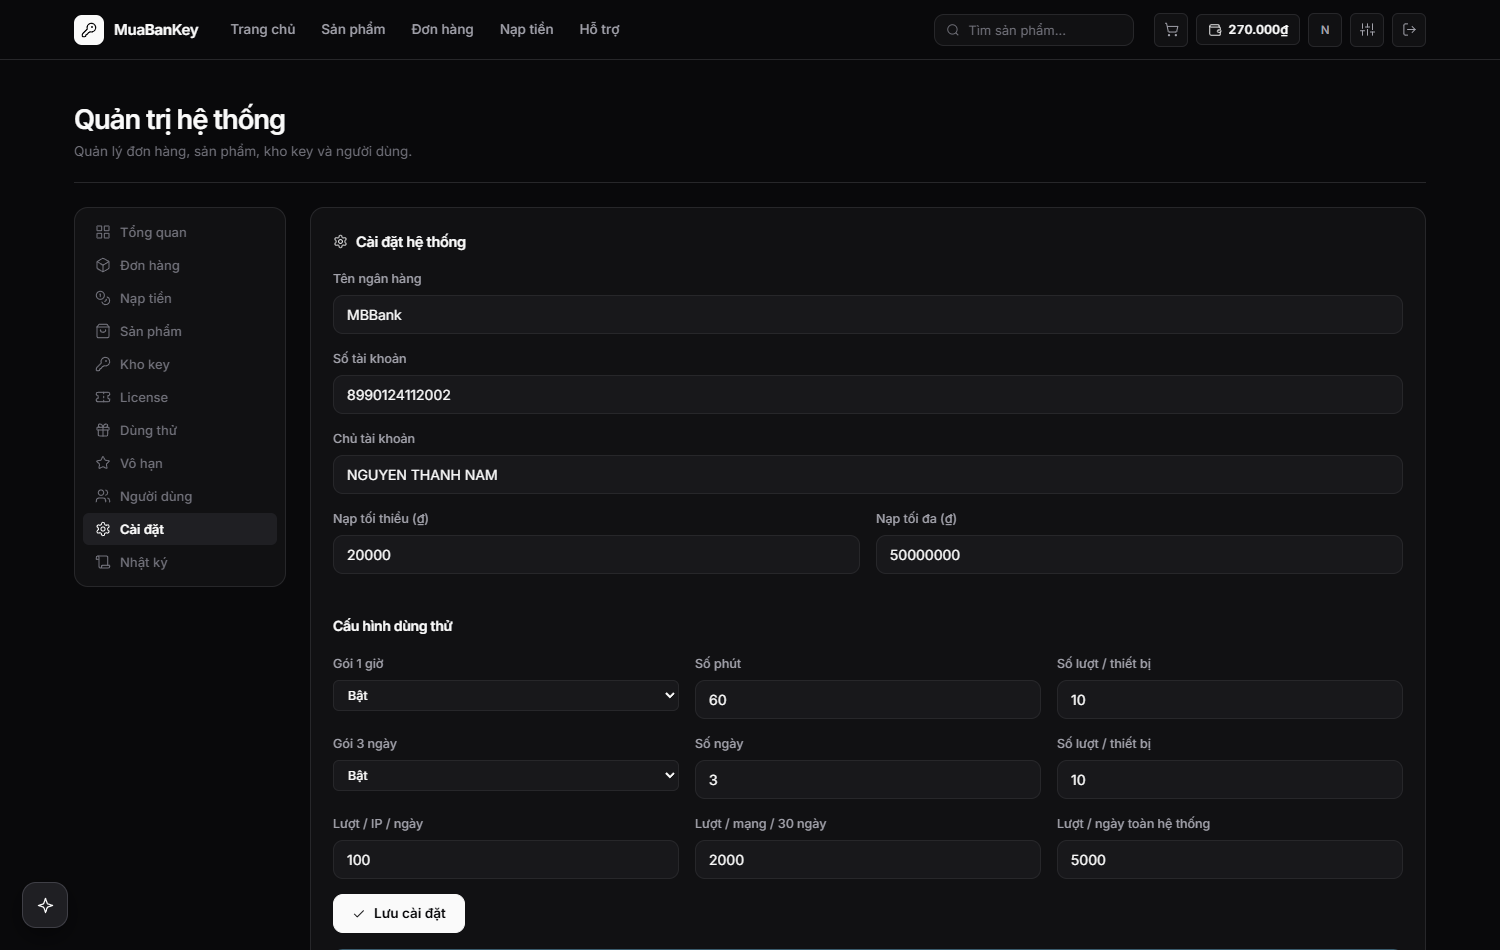 MuaBanKey
Trang chủ
Sản phẩm
Đơn hàng
Nạp tiền
Hỗ trợ
Tìm sản phẩm...
270.000₫
N
Quản trị hệ thống
Quản lý đơn hàng, sản phẩm, kho key và người dùng.
Tổng quan
Đơn hàng
Nạp tiền
Sản phẩm
Kho key
License
Dùng thử
Vô hạn
Người dùng
Cài đặt
Nhật ký
Cài đặt hệ thống
Tên ngân hàng
MBBank
Số tài khoản
8990124112002
Chủ tài khoản
NGUYEN THANH NAM
Nạp tối thiểu (₫)
Nạp tối đa (₫)
20000
50000000
Cấu hình dùng thử
Gói 1 giờ
Số phút
Số lượt / thiết bị
Bật
60
10
Gói 3 ngày
Số ngày
Số lượt / thiết bị
Bật
3
10
Lượt / IP / ngày
Lượt / mạng / 30 ngày
Lượt / ngày toàn hệ thống
100
2000
5000
Lưu cài đặt